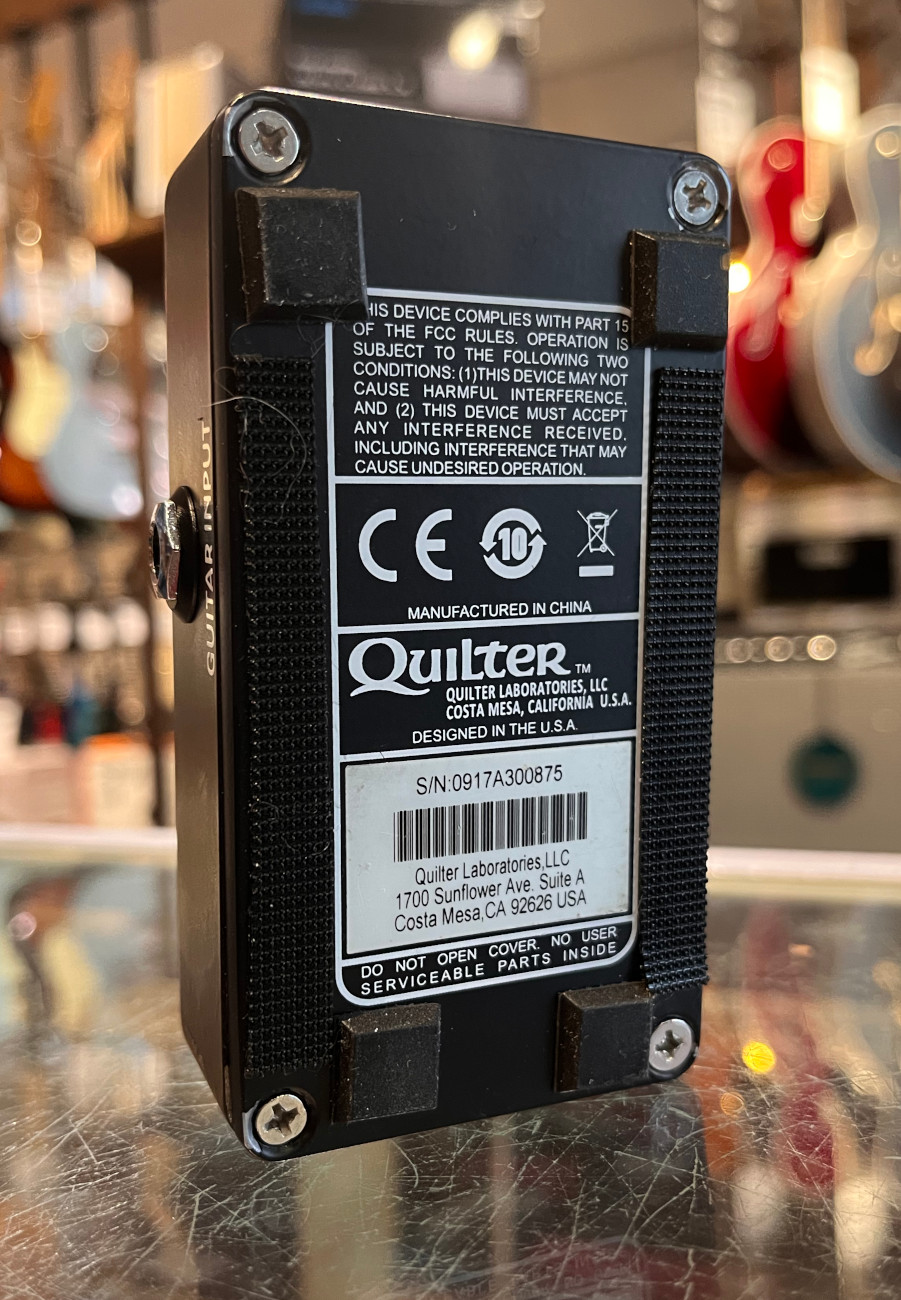 HIS DEVICE COMPLIES WITH PART 15
OF THE FCC RULES. OPERATION IS
SUBJECT TO THE FOLLOWING TWO
CONDITIONS: (1)THIS DEVICE MAY NOT
CAUSE HARMFUL INTERFERENCE,
AND (2) THIS DEVICE MUST ACCEPT
ANY INTERFERENCE RECEIVED,
INCLUDING INTERFERENCE THAT MAY
CAUSE UNDESIRED OPERATION.
CE 10
MANUFACTURED IN CHINA
QUILTER TM
QUILTER LABORATORIES, LLC
COSTA MESA, CALIFORNIA U.S.A.
DESIGNED IN THE U.S.A.
S/N:0917A300875
Quilter Laboratories,LLC
1700 Sunflower Ave. Suite A
Costa Mesa,CA 92626 USA
DO NOT OPEN COVER. NO USER
SERVICEABLE PARTS INSIDE
GUITAR INPUT